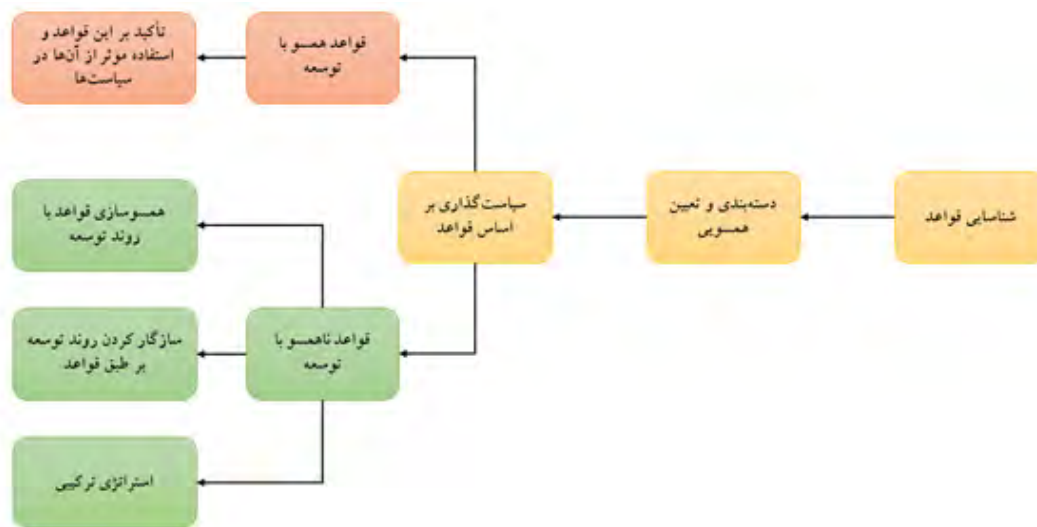 شناسایی قواعد
دسته‌بندی و تعیین
همسویی
سیاست‌گذاری بر
اساس قواعد
قواعد همسو با
توسعه
تأکید بر این قواعد و
استفاده موثر از آن‌ها در
سیاست‌ها
قواعد ناهمسو با
توسعه
همسوسازی قواعد با
روند توسعه
سازگار کردن روند توسعه
بر طبق قواعد
استراتژی ترکیبی